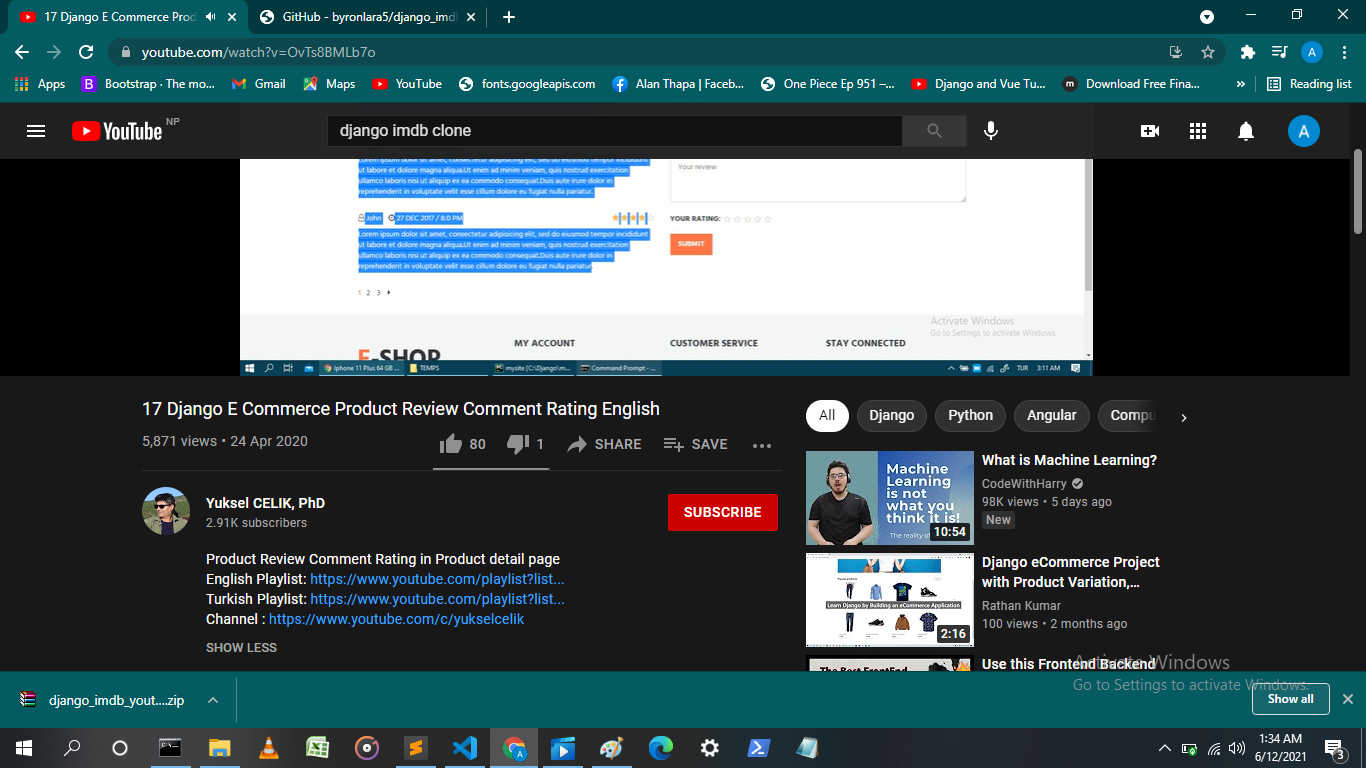 17 Django E Commerce Prod
GitHub - byronlara5/django_imdb
youtube.com/watch?v=OvTs8BMLb7o
Apps
Bootstrap · The mo...
Gmail
Maps
YouTube
fonts.googleapis.com
Alan Thapa | Faceb...
One Piece Ep 951 –...
Django and Vue Tu...
Download Free Fina...
»
Reading list
A
YouTube NP
django imdb clone
A
Lorem ipsum dolor sit amet, consectetur adipisicing elit, sed do eiusmod tempor incididunt
ut labore et dolore magna aliqua.Ut enim ad minim veniam, quis nostrud exercitation
ullamco laboris nisi ut aliquip ex ea commodo consequat.Duis aute irure dolor in
reprehenderit in voluptate velit esse cillum dolore eu fugiat nulla pariatur.
Your review
John
27 DEC 2017 / 8:0 PM
YOUR RATING:
Lorem ipsum dolor sit amet, consectetur adipisicing elit, sed do eiusmod tempor incididunt
ut labore et dolore magna aliqua.Ut enim ad minim veniam, quis nostrud exercitation
ullamco laboris nisi ut aliquip ex ea commodo consequat.Duis aute irure dolor in
reprehenderit in voluptate velit esse cillum dolore eu fugiat nulla pariatur.
SUBMIT
1 2 3
Activate Windows
Go to Settings to activate Windows.
E-SHOP
MY ACCOUNT
CUSTOMER SERVICE
STAY CONNECTED
Iphone 11 Plus 64 GB ...
TEMPS
mysite [C:\Django\m...
Command Prompt - ...
TUR
3:11 AM
17 Django E Commerce Product Review Comment Rating English
5,871 views • 24 Apr 2020
80
1
SHARE
SAVE
Yuksel CELIK, PhD
2.91K subscribers
SUBSCRIBE
Product Review Comment Rating in Product detail page
English Playlist: https://www.youtube.com/playlist?list...
Turkish Playlist: https://www.youtube.com/playlist?list...
Channel : https://www.youtube.com/c/yukselcelik
SHOW LESS
All
Django
Python
Angular
Compu
Machine
Learning
is not
what you
think it is!
The reality of
10:54
What is Machine Learning?
CodeWithHarry
98K views • 5 days ago
New
Learn Django by Building an eCommerce Application
2:16
Django eCommerce Project
with Product Variation,...
Rathan Kumar
100 views • 2 months ago
The Best FrontEnd
Use this Frontend Backend
Activate Windows
Go to Settings to activate Windows.
django_imdb_yout....zip
Show all
1:34 AM
6/12/2021
3